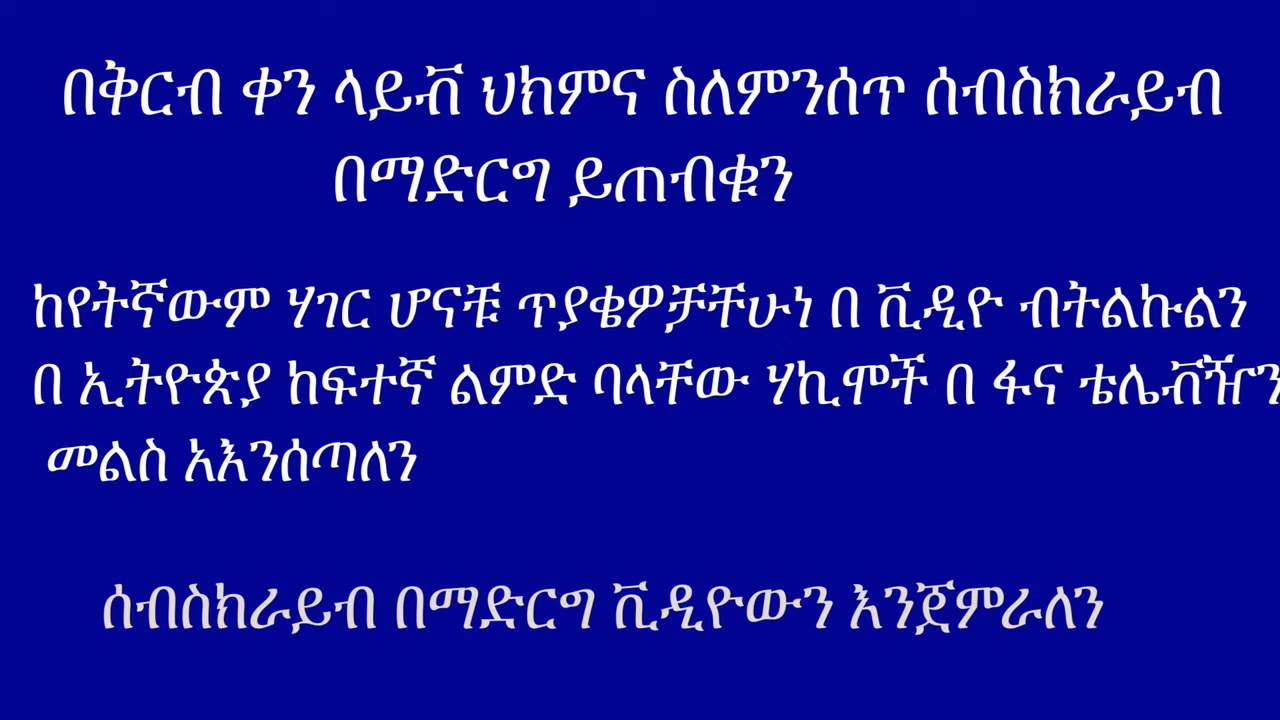 በቅርብ ቀን ላይቭ ህክምና ስለምንሰጥ ሰብስክራይብ
በማድርግ ይጠብቁን
ከየትኛውም ሃገር ሆናቹ ጥያቄዎቻቸሁነ በ ቪዲዮ ብትልኩልን
በ ኢትዮጵያ ከፍተኛ ልምድ ባላቸው ሃኪሞች በ ፋና ቴሌቭዥን
መልስ አእንሰጣለን
ሰብስክራይብ በማድርግ ቪዲዮውን እንጀምራለን